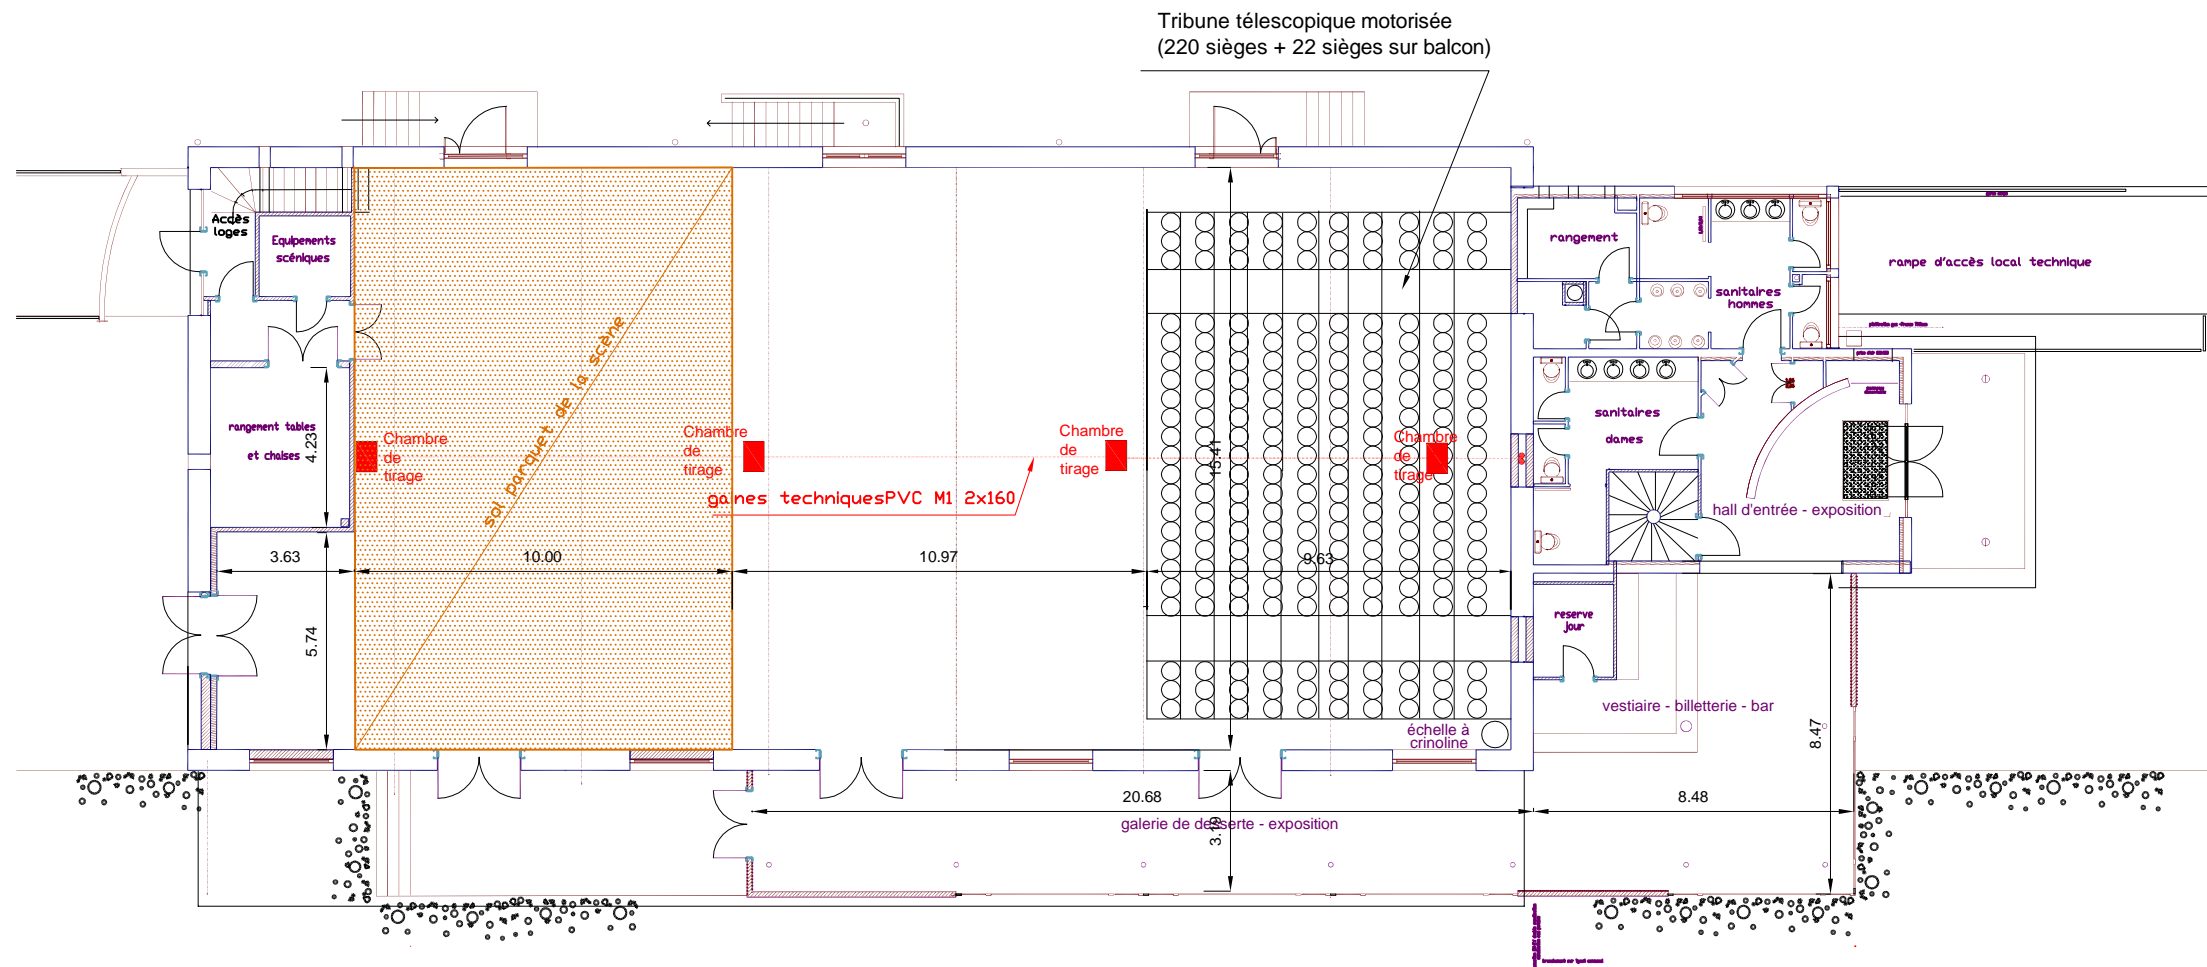 Tribune télescopique motorisée
(220 sièges + 22 sièges sur balcon)
Accès
loges
Equipements
scéniques
rangement
sanitaires
hommes
rampe d'accès local technique
sol parquet de la scène
rangement tables
et chaises
4.23
Chambre
de
tirage
Chambre
de
tirage
Chambre
de
tirage
Chambre
de
tirage
15.41
gaines techniquesPVC M1 2x160
sanitaires
dames
hall d'entrée - exposition
3.63
10.00
10.97
9.63
5.74
reserve
jour
vestiaire - billetterie - bar
échelle à
crinoline
8.47
20.68
8.48
galerie de desserte - exposition
3.19